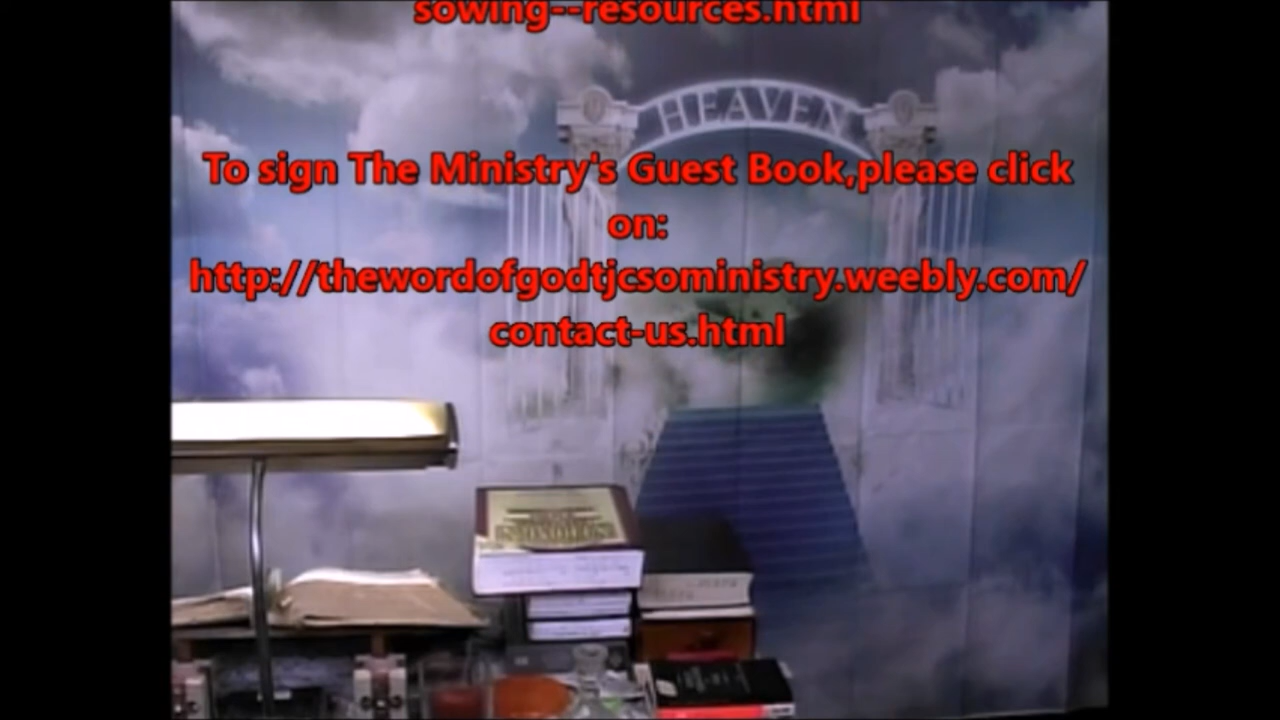 sowing--resources.html
HEAVEN
To sign The Ministry's Guest Book,please click
on:
http://thewordofgodtjcsoministry.weebly.com/
contact-us.html